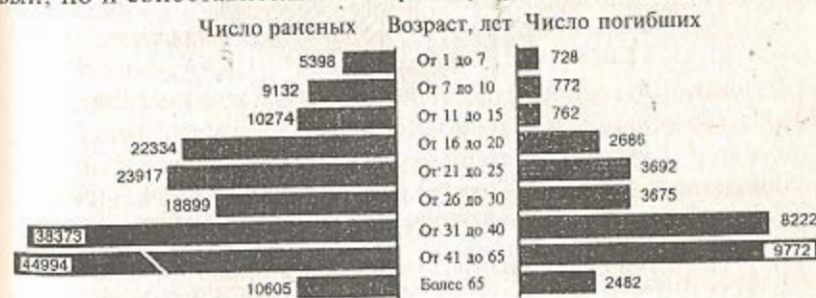 Число раненых Возраст, лет Число погибших
5398 От 1 до 7 728
9132 От 7 до 10 772
10274 От 11 до 15 762
22334 От 16 до 20 2686
23917 От 21 до 25 3692
18899 От 26 до 30 3675
38373 От 31 до 40 8222
44994 От 41 до 65 9772
10605 Более 65 2482